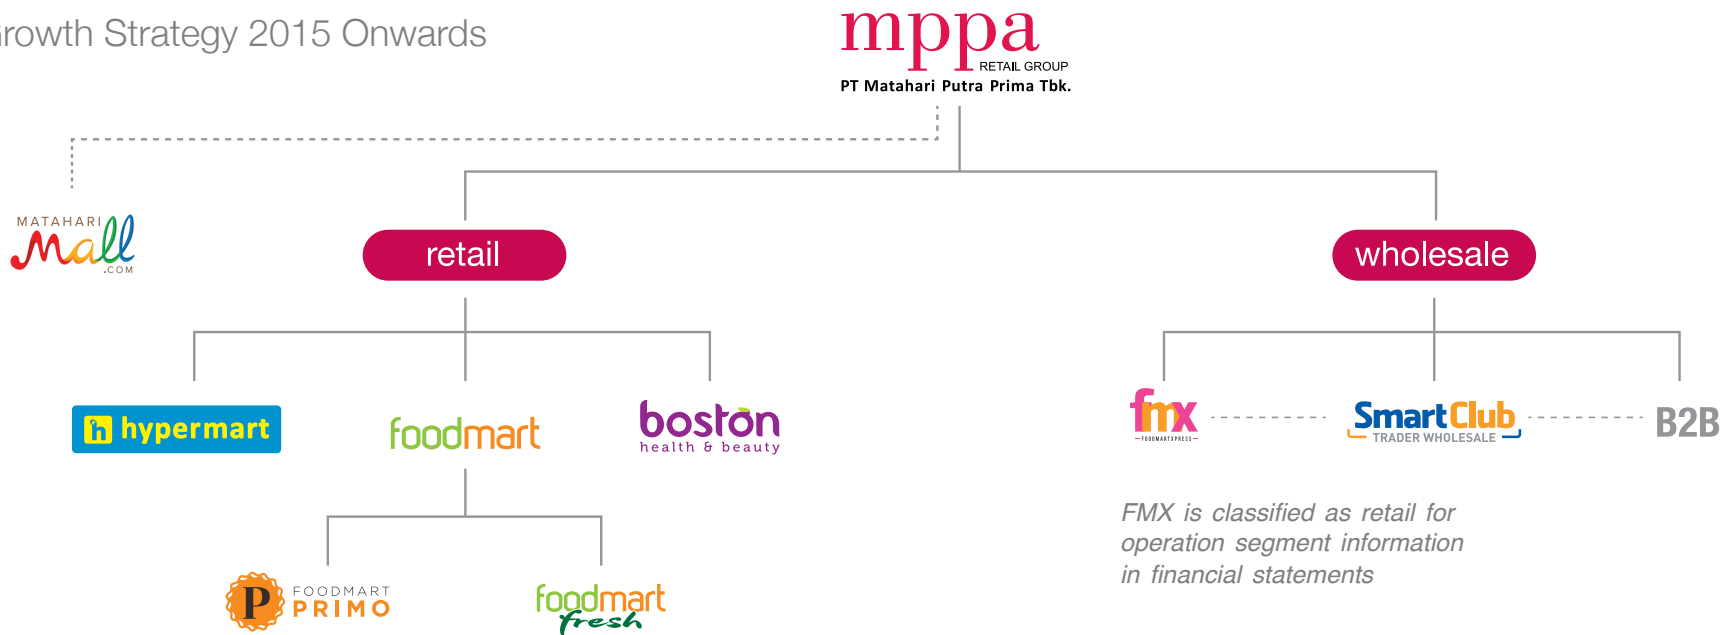 rowth Strategy 2015 Onwards
mppa
RETAIL GROUP
PT Matahari Putra Prima Tbk.
MATAHARI
Mall
.COM
retail
wholesale
h hypermart
foodmart
boston
health & beauty
fmx
FOODMARTXPRESS
SmartClub
TRADER WHOLESALE
B2B
FMX is classified as retail for
operation segment information
in financial statements
P
FOODMART
PRIMO
foodmart
fresh